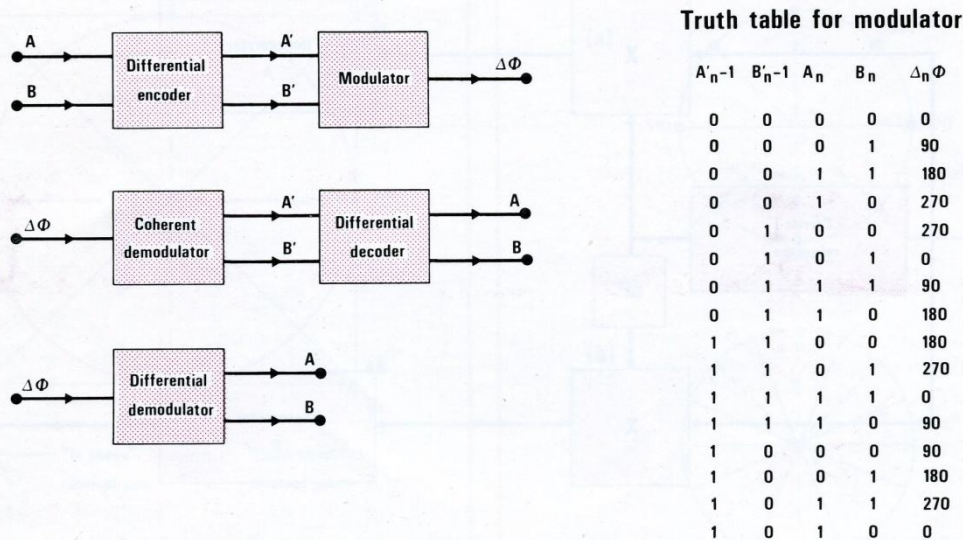 Truth table for modulator
A
B
Differential
encoder
A'
B'
Modulator
ΔΦ
ΔΦ
Coherent
demodulator
A'
B'
Differential
decoder
A
B
ΔΦ
Differential
demodulator
A
B
A'n-1 B'n-1 An Bn ΔnΦ
0 0 0 0 0
0 0 0 1 90
0 0 1 1 180
0 0 1 0 270
0 1 0 0 270
0 1 0 1 0
0 1 1 1 90
0 1 1 0 180
1 1 0 0 180
1 1 0 1 270
1 1 1 1 0
1 1 1 0 90
1 0 0 0 90
1 0 0 1 180
1 0 1 1 270
1 0 1 0 0